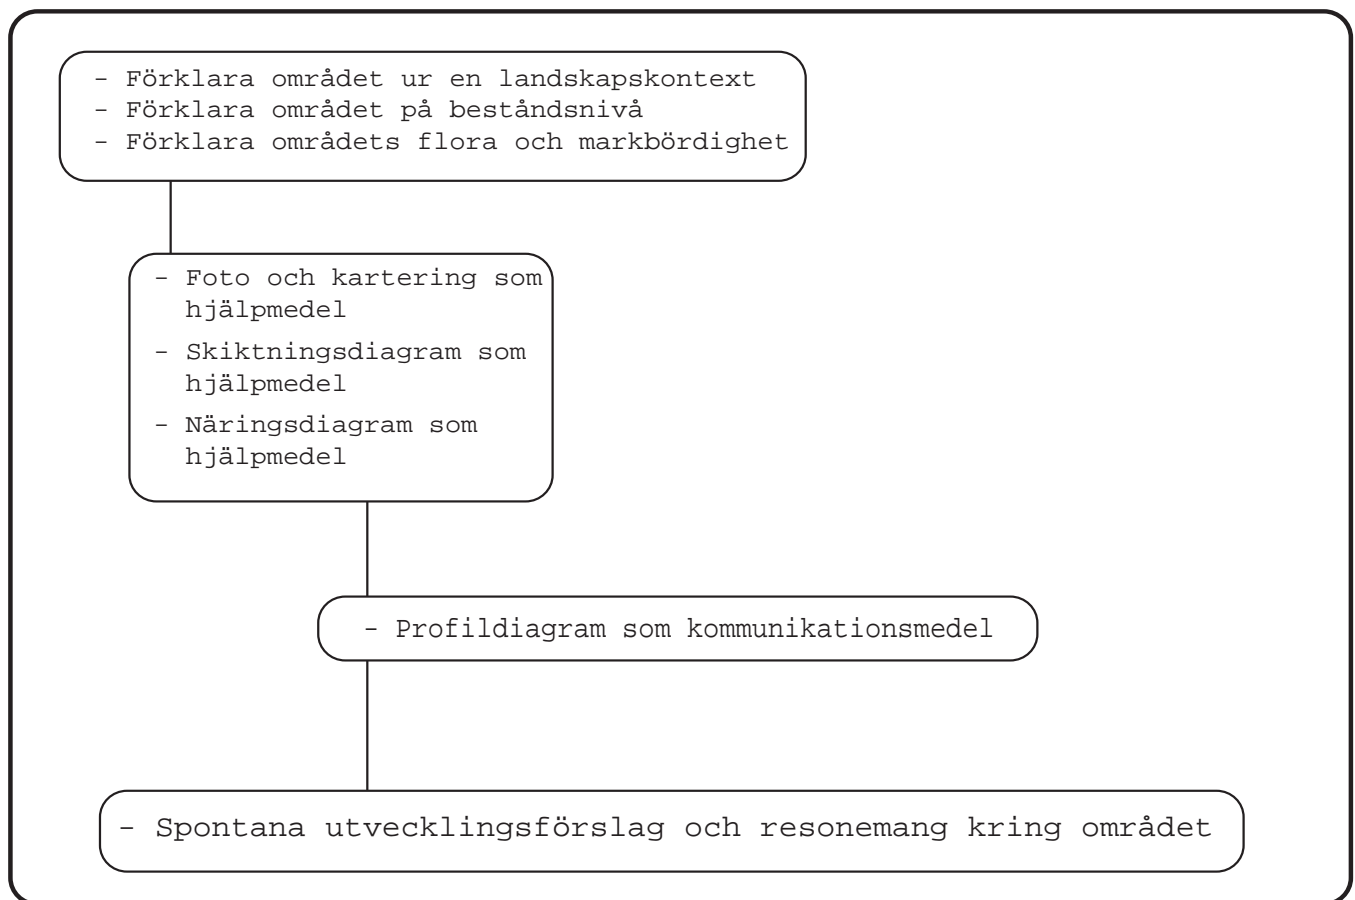 – Förklara området ur en landskapskontext
– Förklara området på beståndsnivå
– Förklara områdets flora och markbördighet
– Foto och kartering som
hjälpmedel
– Skiktningsdiagram som
hjälpmedel
– Näringsdiagram som
hjälpmedel
– Profildiagram som kommunikationsmedel
– Spontana utvecklingsförslag och resonemang kring området